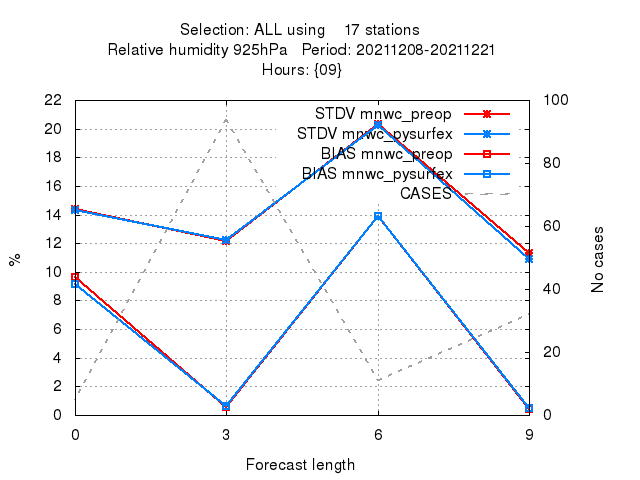 Selection: ALL using    17 stations
Relative humidity 925hPa   Period: 20211208-20211221
Hours: {09}
22
20
18
16
14
12
10
8
6
4
2
0
%
STDV mnwc_preop
STDV mnwc_pysurfex
BIAS mnwc_preop
BIAS mnwc_pysurfex
CASES
100
80
60
40
20
0
No cases
0 3 6 9
Forecast length